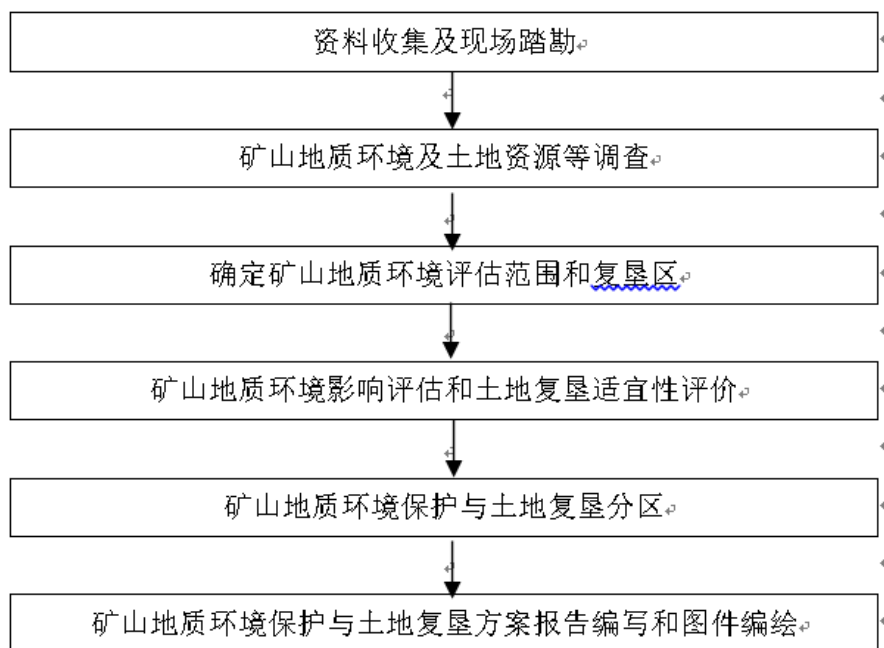 资料收集及现场踏勘
矿山地质环境及土地资源等调查
确定矿山地质环境评估范围和复垦区
矿山地质环境影响评估和土地复垦适宜性评价
矿山地质环境保护与土地复垦分区
矿山地质环境保护与土地复垦方案报告编写和图件编绘